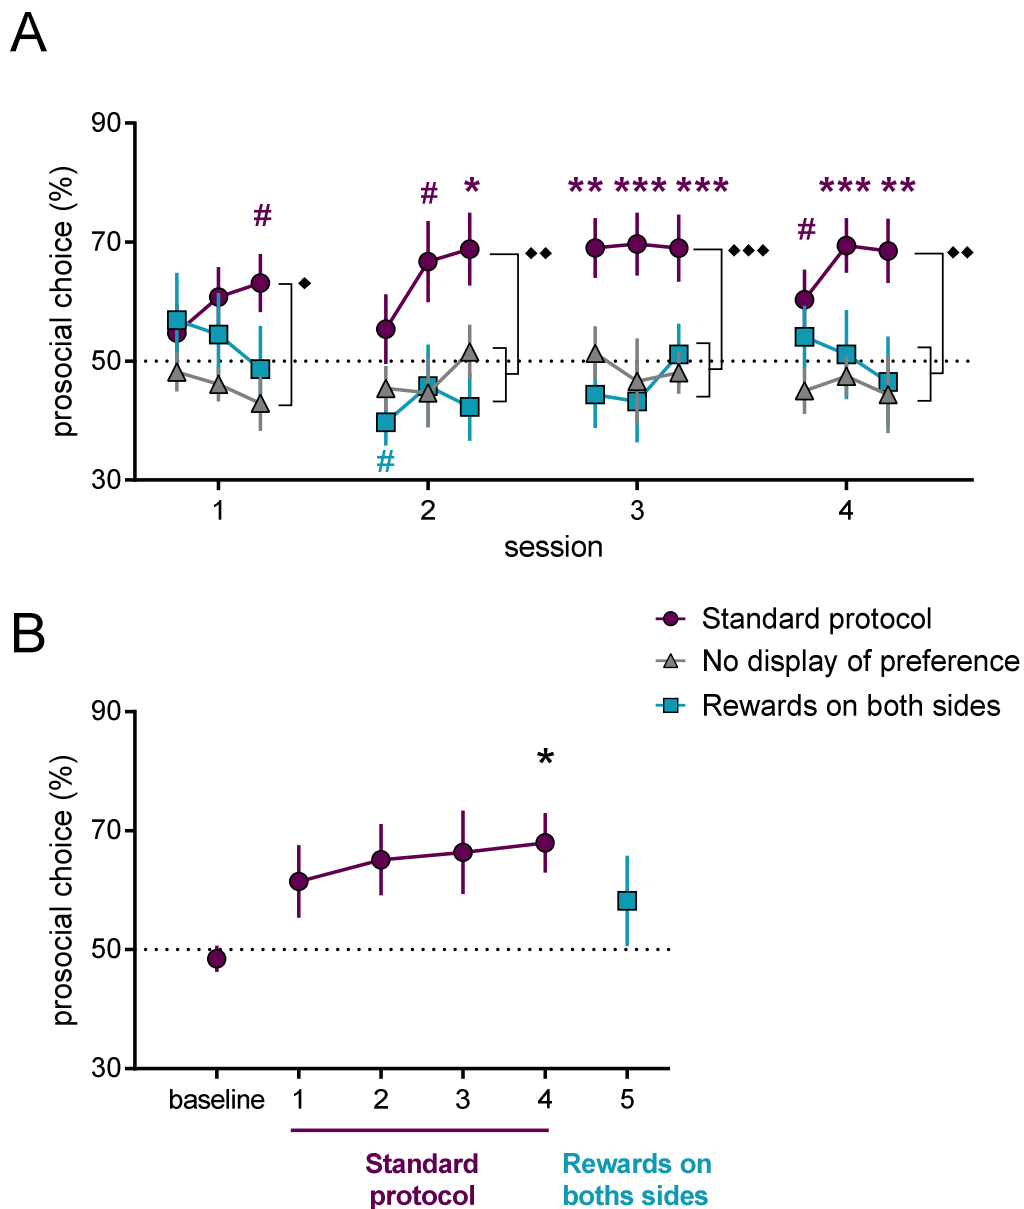 A
90
70
50
30
prosocial choice (%)
#
# *
** *** ***
*** **
#
◆
◆◆
◆◆◆
◆◆
#
1 2 3 4
session
B
Standard protocol
No display of preference
Rewards on both sides
90
70
50
30
prosocial choice (%)
*
baseline 1 2 3 4 5
Standard
protocol
Rewards on
boths sides